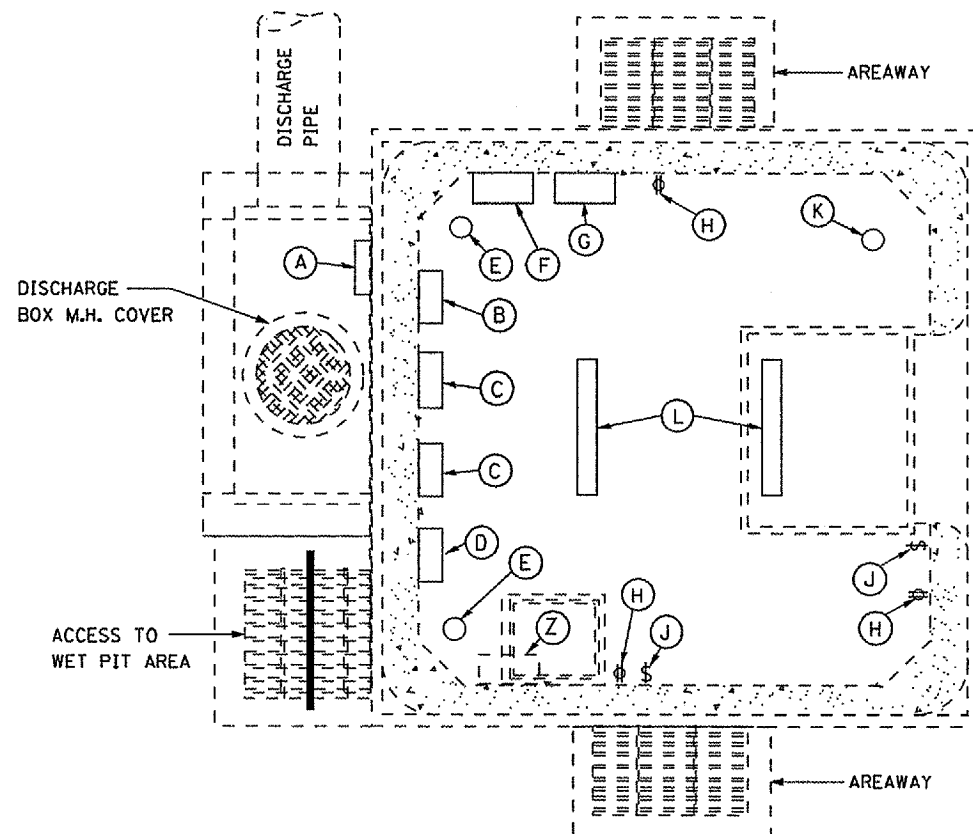 DISCHARGE
PIPE
AREAWAY
H
K
A
E
F
G
DISCHARGE
BOX M.H. COVER
B
C
L
C
D
J
E
H
H
Z
J
ACCESS TO
WET PIT AREA
$
AREAWAY